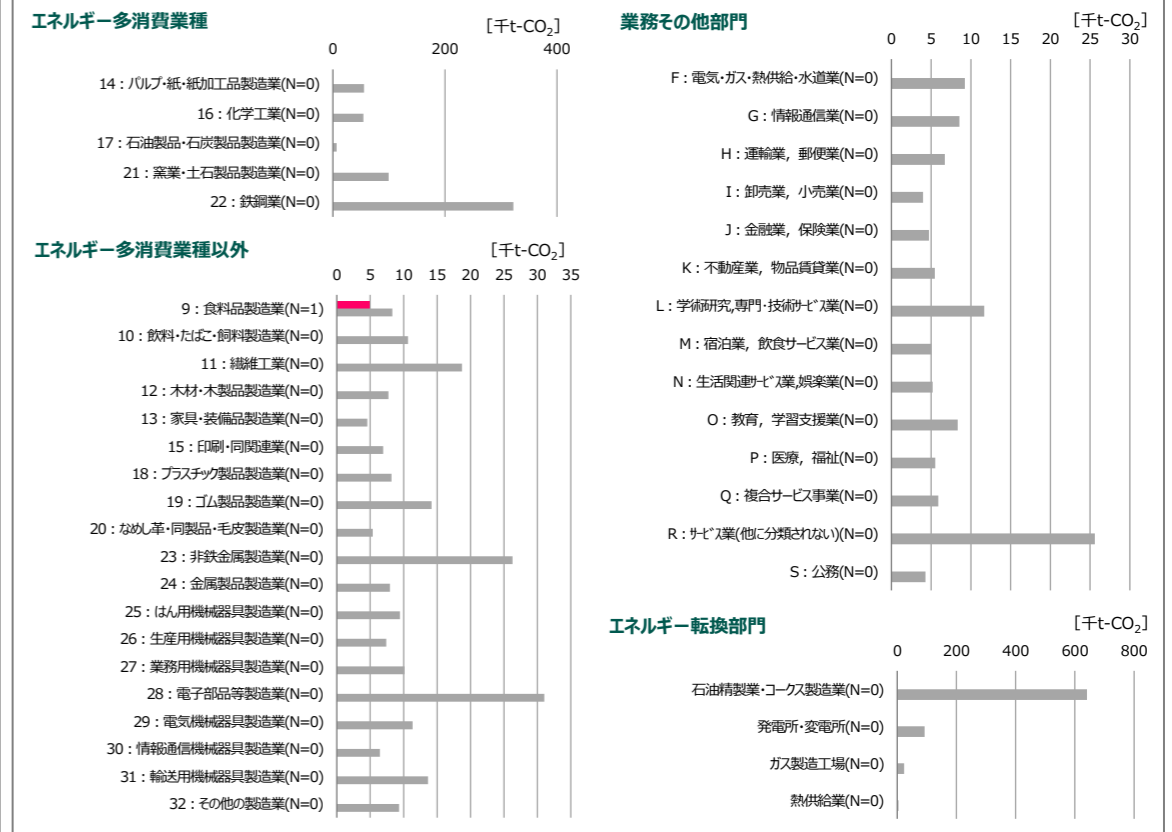 エネルギー多消費業種
[千t-CO2]
0 200 400
14：パルプ・紙・紙加工品製造業(N=0)
16：化学工業(N=0)
17：石油製品・石炭製品製造業(N=0)
21：窯業・土石製品製造業(N=0)
22：鉄鋼業(N=0)
エネルギー多消費業種以外
[千t-CO2]
0 5 10 15 20 25 30 35
9：食料品製造業(N=1)
10：飲料・たばこ・飼料製造業(N=0)
11：繊維工業(N=0)
12：木材・木製品製造業(N=0)
13：家具・装備品製造業(N=0)
15：印刷・同関連業(N=0)
18：プラスチック製品製造業(N=0)
19：ゴム製品製造業(N=0)
20：なめし革・同製品・毛皮製造業(N=0)
23：非鉄金属製造業(N=0)
24：金属製品製造業(N=0)
25：はん用機械器具製造業(N=0)
26：生産用機械器具製造業(N=0)
27：業務用機械器具製造業(N=0)
28：電子部品等製造業(N=0)
29：電気機械器具製造業(N=0)
30：情報通信機械器具製造業(N=0)
31：輸送用機械器具製造業(N=0)
32：その他の製造業(N=0)
業務その他部門
[千t-CO2]
0 5 10 15 20 25 30
F：電気・ガス・熱供給・水道業(N=0)
G：情報通信業(N=0)
H：運輸業，郵便業(N=0)
I：卸売業，小売業(N=0)
J：金融業，保険業(N=0)
K：不動産業，物品賃貸業(N=0)
L：学術研究,専門・技術サービス業(N=0)
M：宿泊業，飲食サービス業(N=0)
N：生活関連サービス業,娯楽業(N=0)
O：教育，学習支援業(N=0)
P：医療，福祉(N=0)
Q：複合サービス事業(N=0)
R：サービス業(他に分類されない)(N=0)
S：公務(N=0)
エネルギー転換部門
[千t-CO2]
0 200 400 600 800
石油精製業・コークス製造業(N=0)
発電所・変電所(N=0)
ガス製造工場(N=0)
熱供給業(N=0)